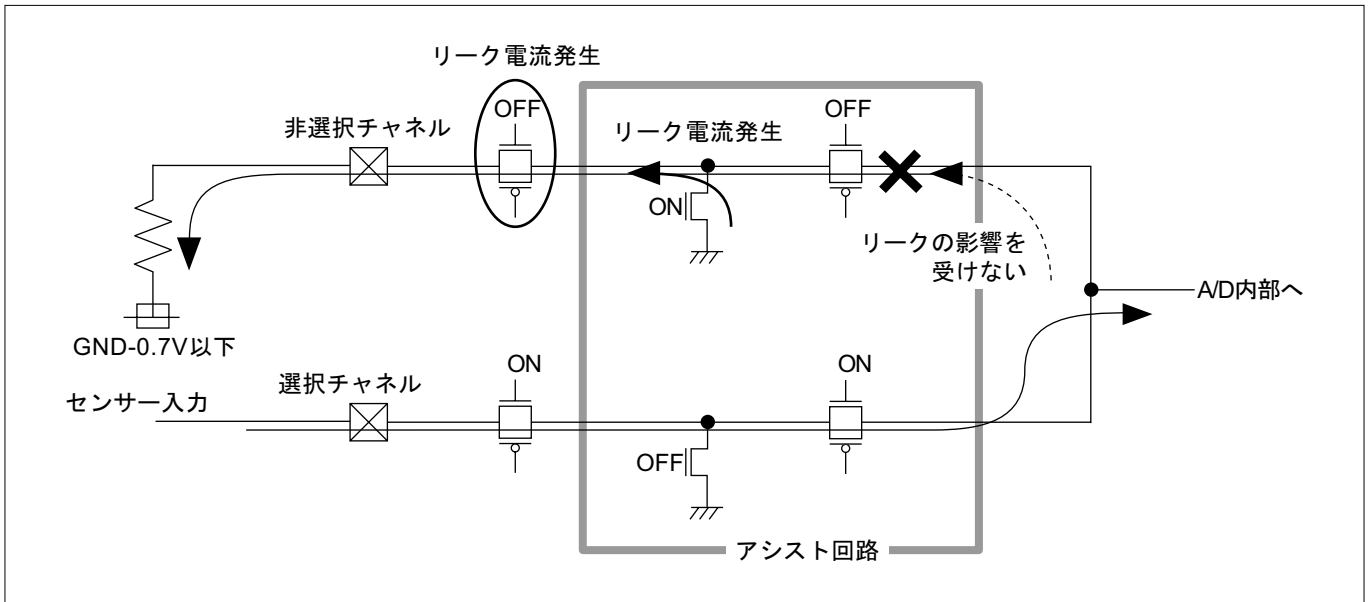 リーク電流発生
OFF
OFF
非選択チャネル
リーク電流発生
ON
リークの影響を
受けない
A/D内部へ
GND-0.7V以下
ON
ON
選択チャネル
センサー入力
OFF
アシスト回路